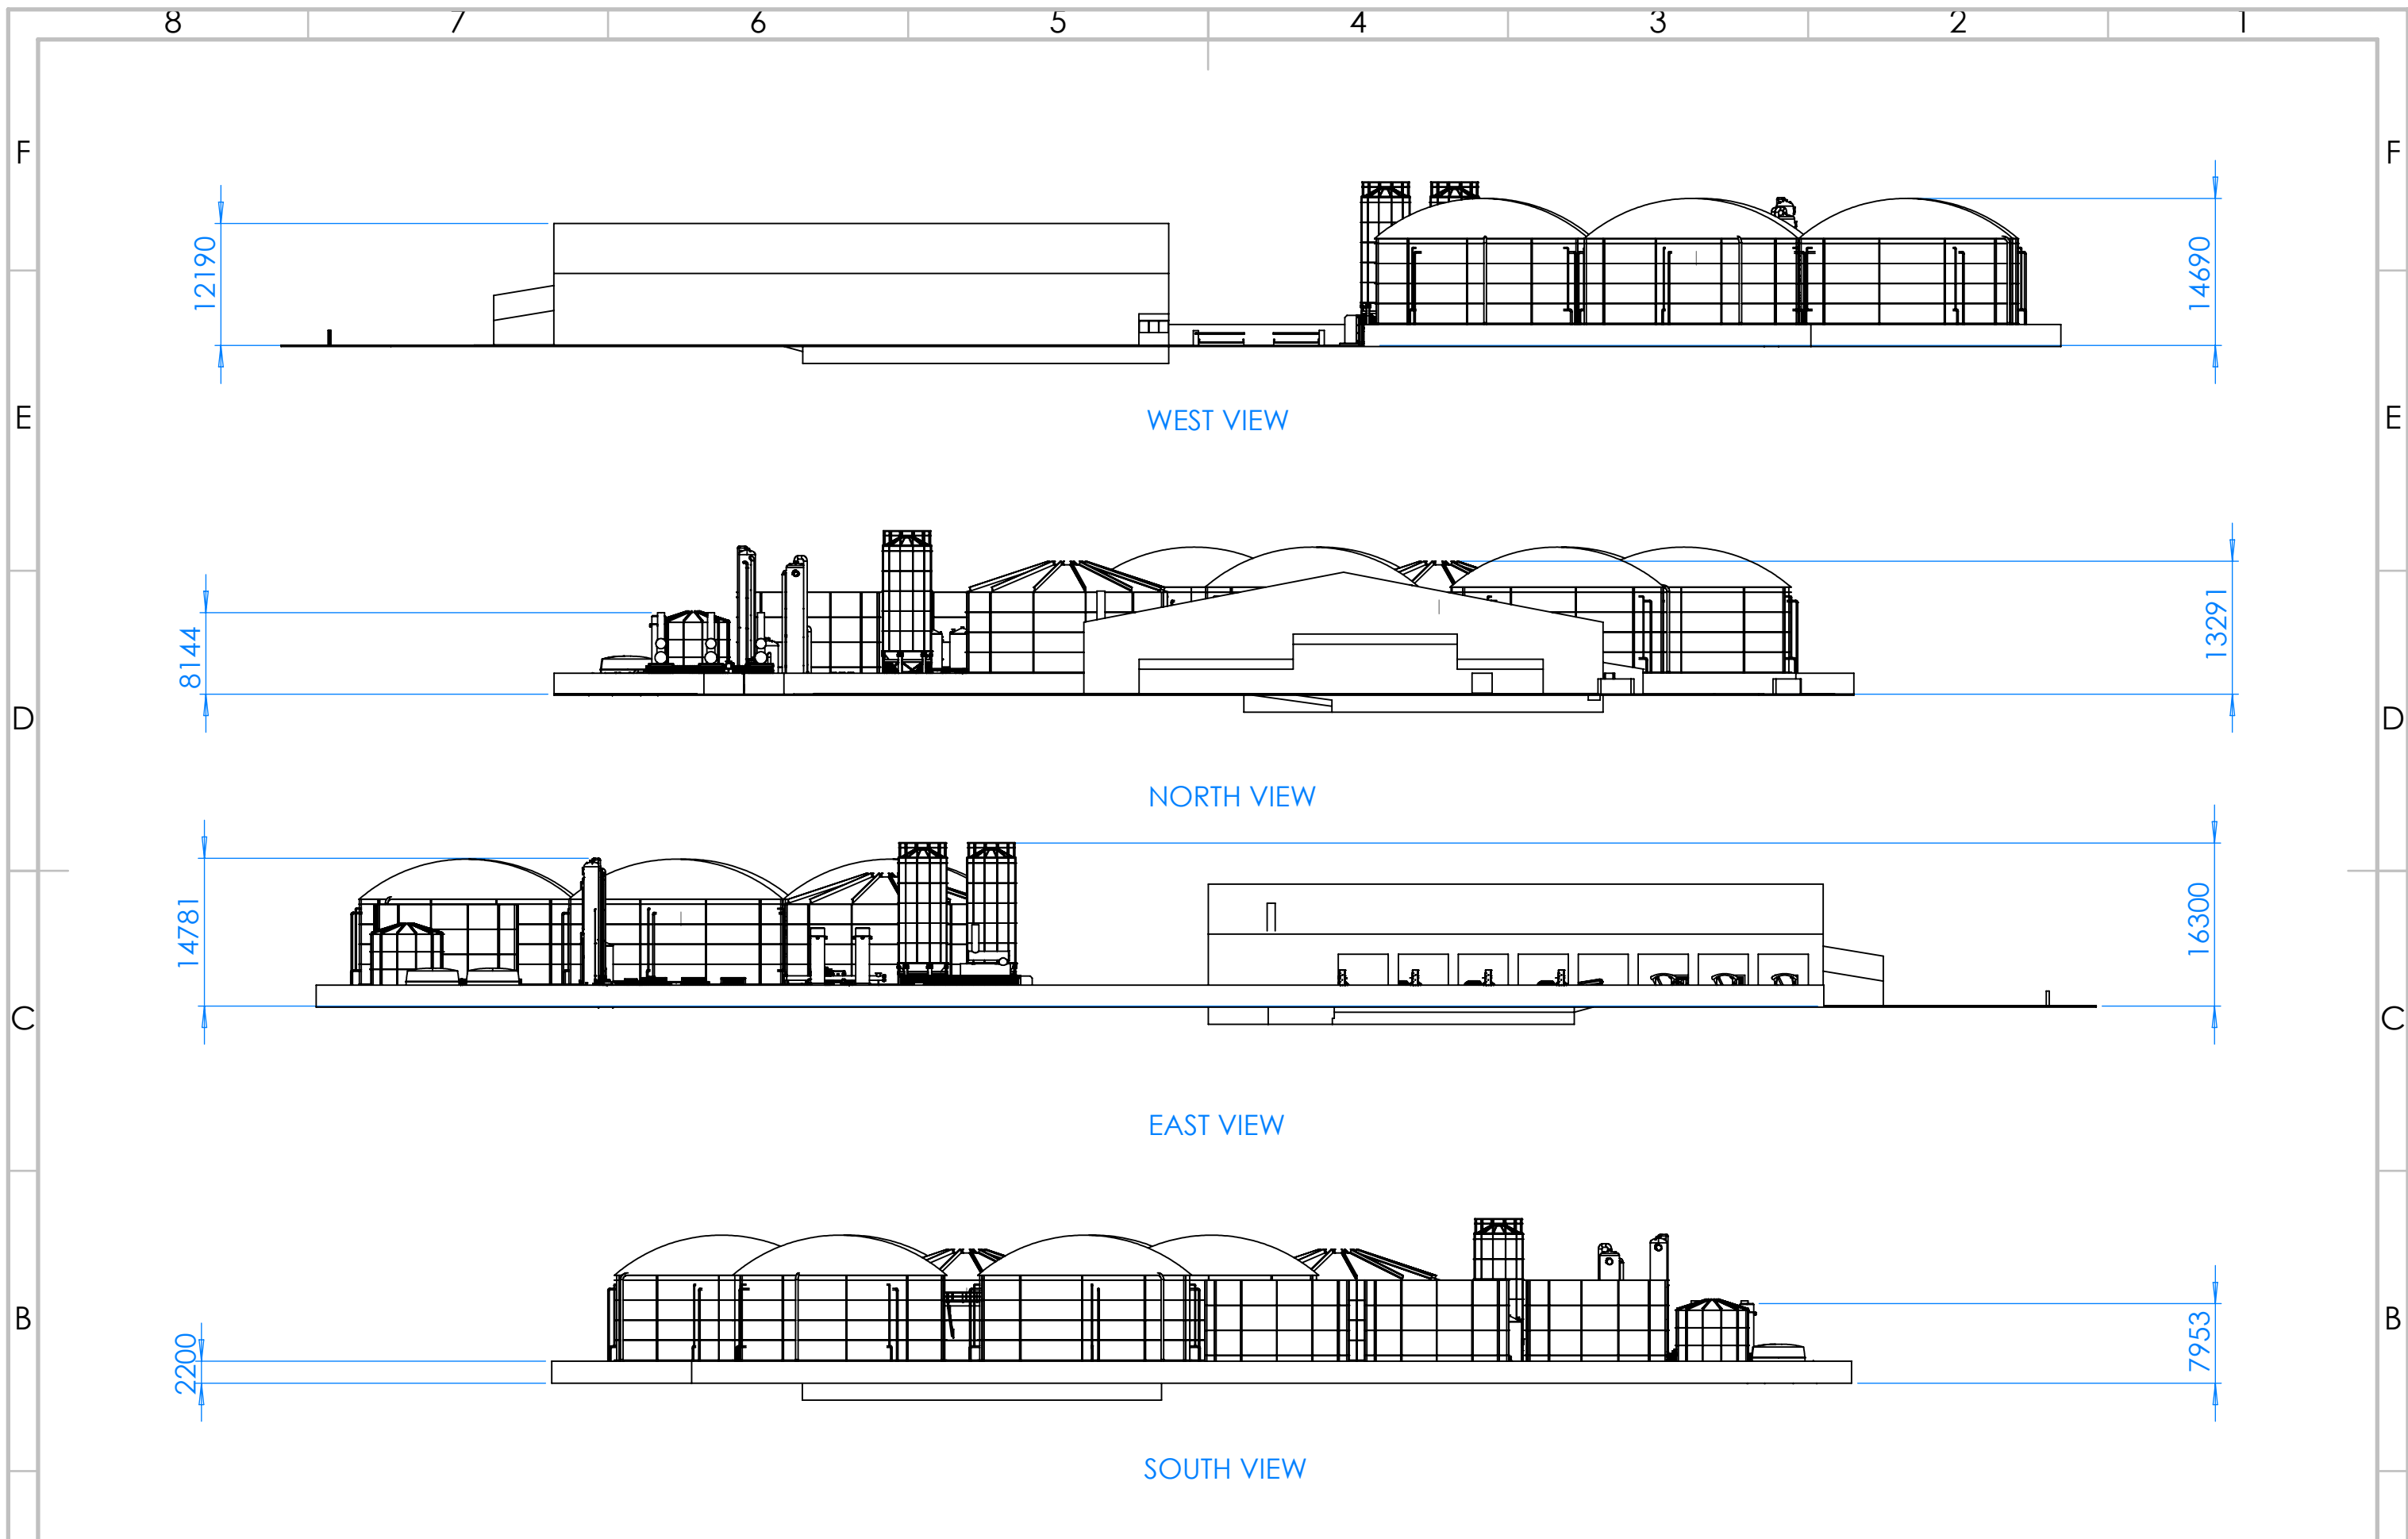 8 7 6 5 4 3 2 1
F F
12190 14690
WEST VIEW
E E
8144 13291
D D
NORTH VIEW
14781 16300
C C
EAST VIEW
B B
2200 7953
SOUTH VIEW